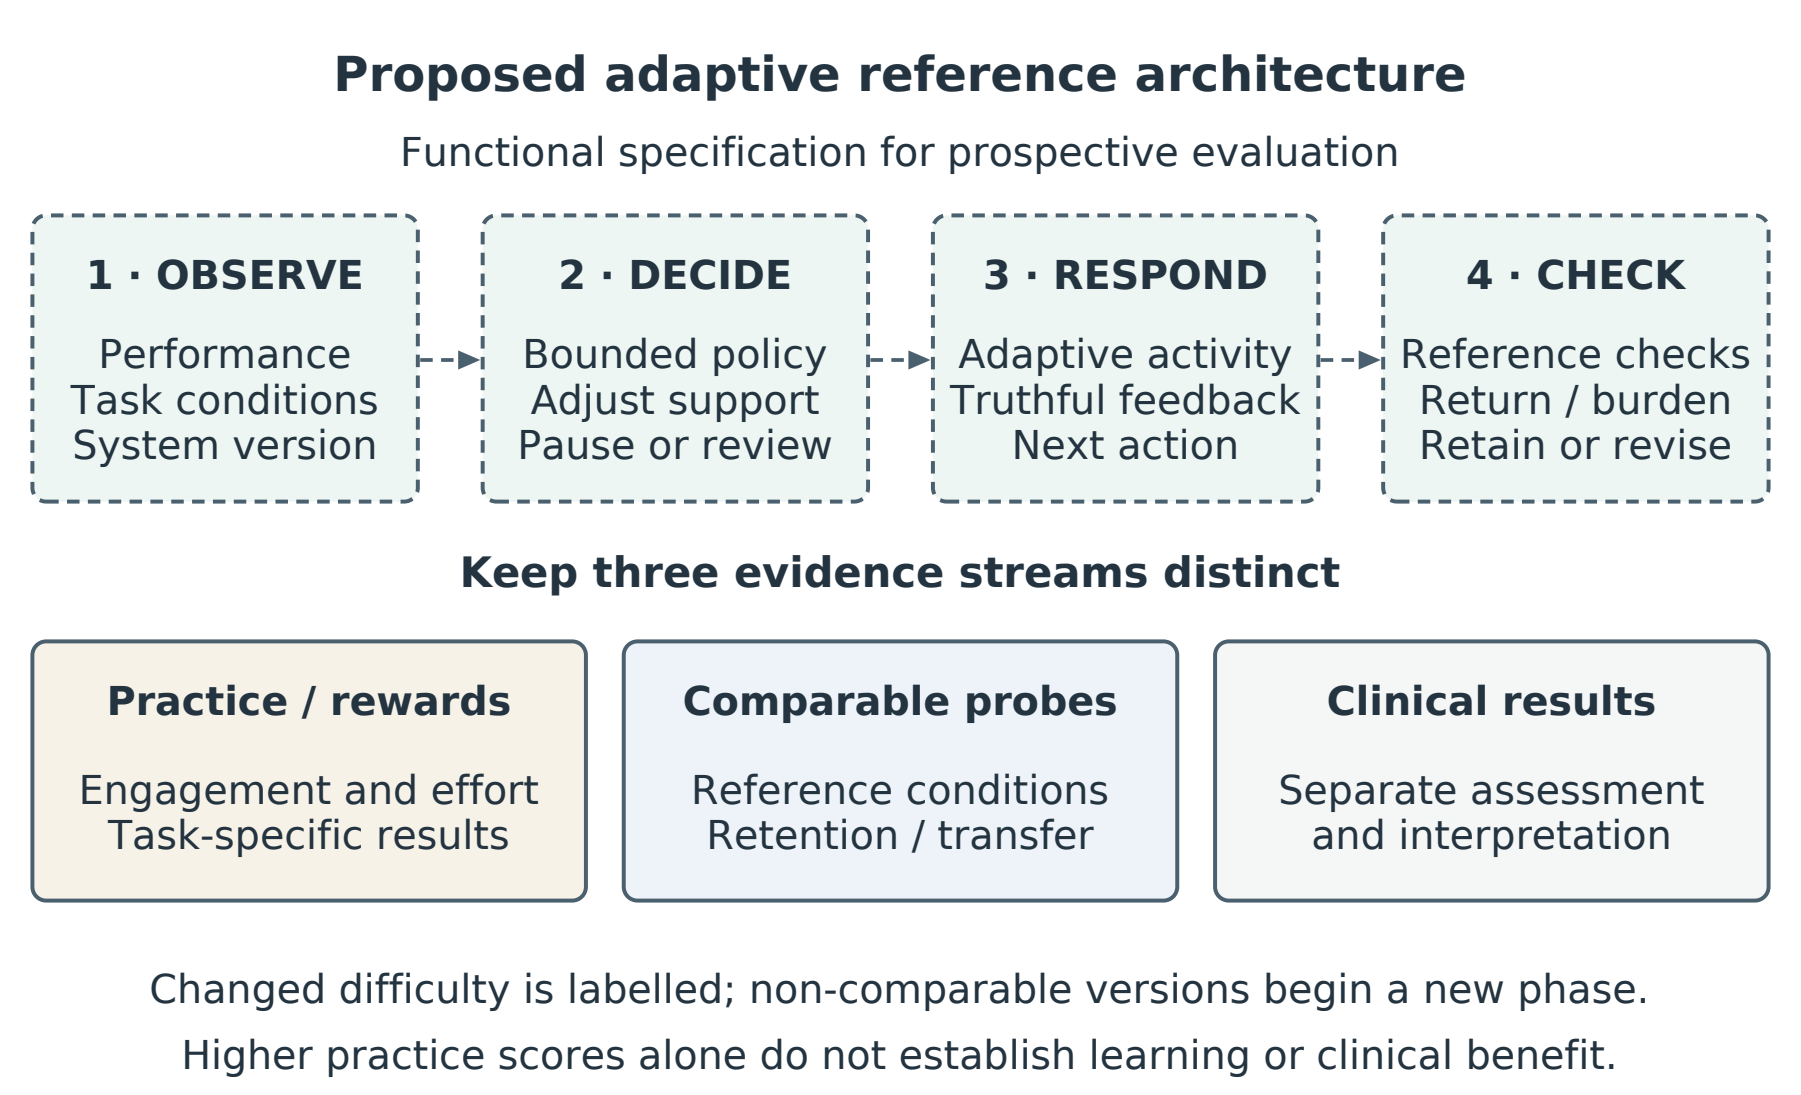 Proposed adaptive reference architecture
Functional specification for prospective evaluation
1 · OBSERVE
Performance
Task conditions
System version
2 · DECIDE
Bounded policy
Adjust support
Pause or review
3 · RESPOND
Adaptive activity
Truthful feedback
Next action
4 · CHECK
Reference checks
Return / burden
Retain or revise
Keep three evidence streams distinct
Practice / rewards
Engagement and effort
Task-specific results
Comparable probes
Reference conditions
Retention / transfer
Clinical results
Separate assessment
and interpretation
Changed difficulty is labelled; non-comparable versions begin a new phase.
Higher practice scores alone do not establish learning or clinical benefit.